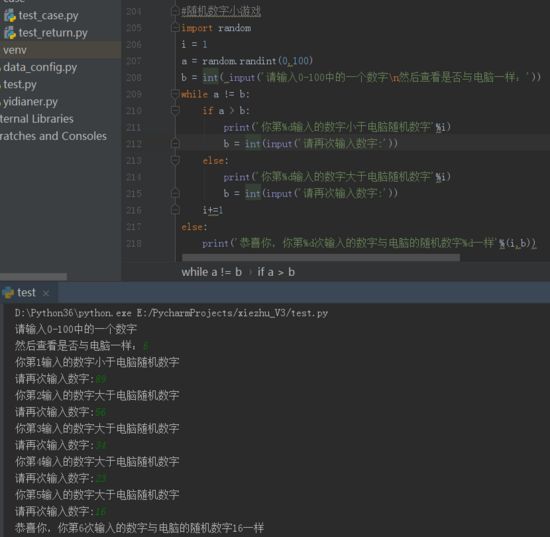 case
test_case.py
test_return.py
venv
data_config.py
test.py
yidianer.py
ternal Libraries
ratches and Consoles
204 #随机数字小游戏
205 import random
206 i = 1
207 a = random.randint(0,100)
208 b = int( input('请输入0-100中的一个数字\n然后查看是否与电脑一样：'))
209 while a != b:
210 if a > b:
211 print('你第%d输入的数字小于电脑随机数字'%i)
212 b = int(input('请再次输入数字:'))
213 else:
214 print('你第%d输入的数字大于电脑随机数字'%i)
215 b = int(input('请再次输入数字:'))
216 i+=1
217 else:
218 print('恭喜你，你第%d次输入的数字与电脑的随机数字%d一样'%(i,b))
while a != b › if a > b
test ×
D:\Python36\python.exe E:/PycharmProjects/xiezhu_V3/test.py
请输入0-100中的一个数字
然后查看是否与电脑一样：6
你第1输入的数字小于电脑随机数字
请再次输入数字:89
你第2输入的数字大于电脑随机数字
请再次输入数字:56
你第3输入的数字大于电脑随机数字
请再次输入数字:34
你第4输入的数字大于电脑随机数字
请再次输入数字:23
你第5输入的数字大于电脑随机数字
请再次输入数字:16
恭喜你，你第6次输入的数字与电脑的随机数字16一样